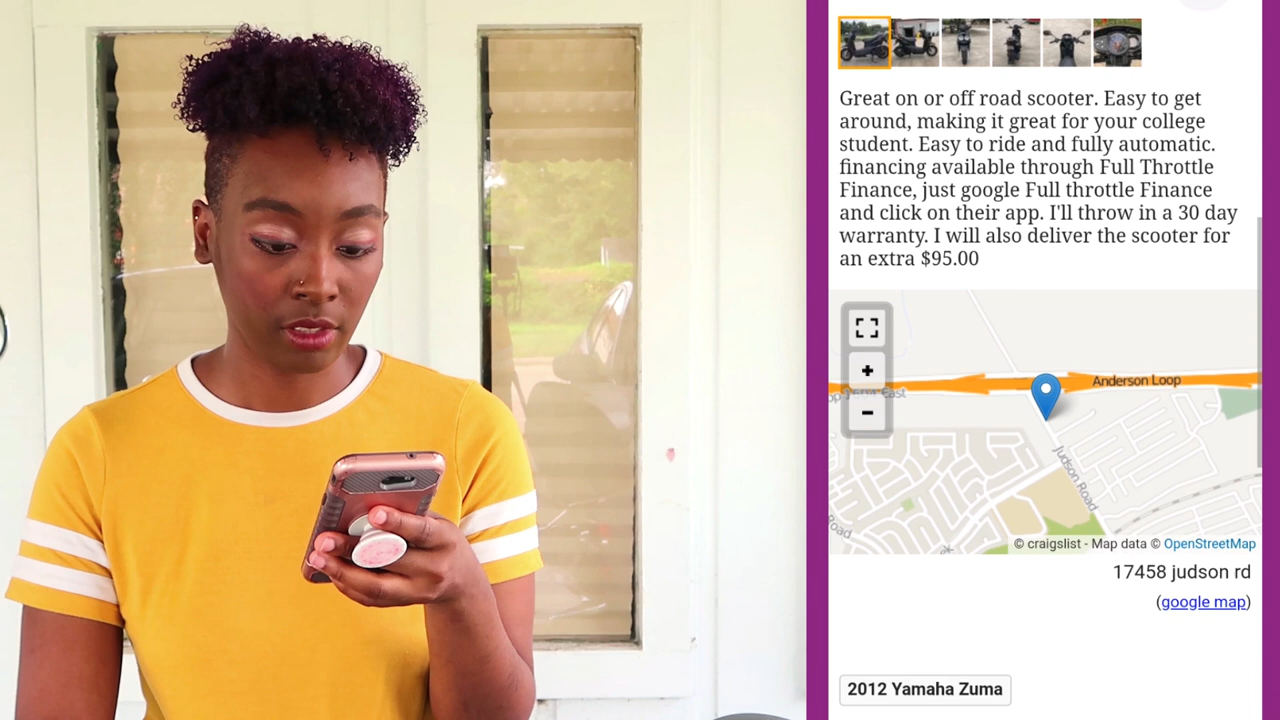 Great on or off road scooter. Easy to get
around, making it great for your college
student. Easy to ride and fully automatic.
financing available through Full Throttle
Finance, just google Full throttle Finance
and click on their app. I'll throw in a 30 day
warranty. I will also deliver the scooter for
an extra $95.00
+
Anderson Loop
East
−
Judson Road
Road
© craigslist - Map data © OpenStreetMap
17458 judson rd
(google map)
2012 Yamaha Zuma